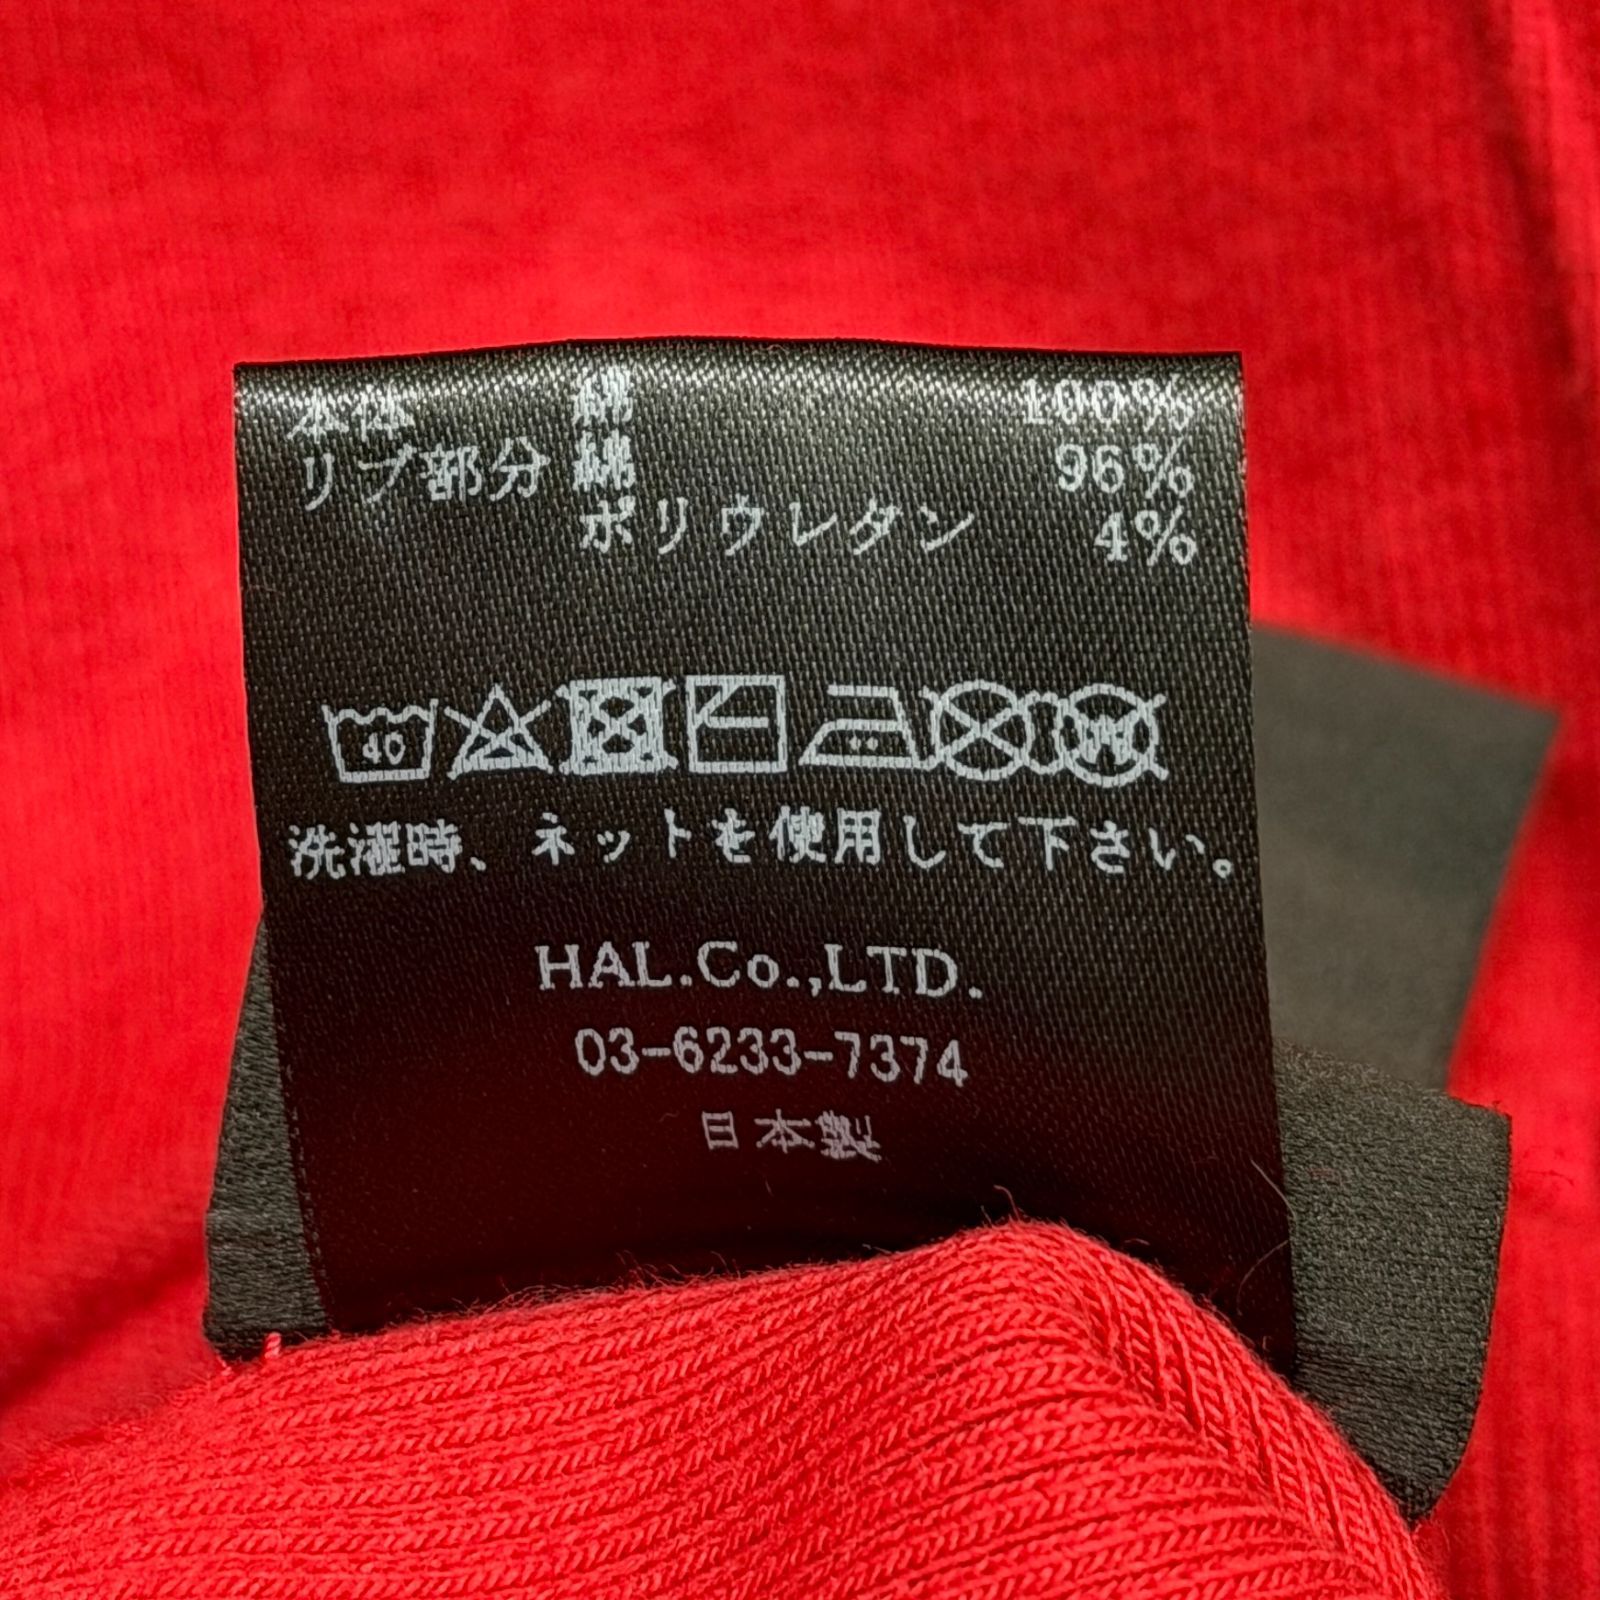 本体 綿 100%
リブ部分 綿 96%
ポリウレタン 4%
40
洗濯時、ネットを使用して下さい。
HAL.Co.,LTD.
03-6233-7374
日本製